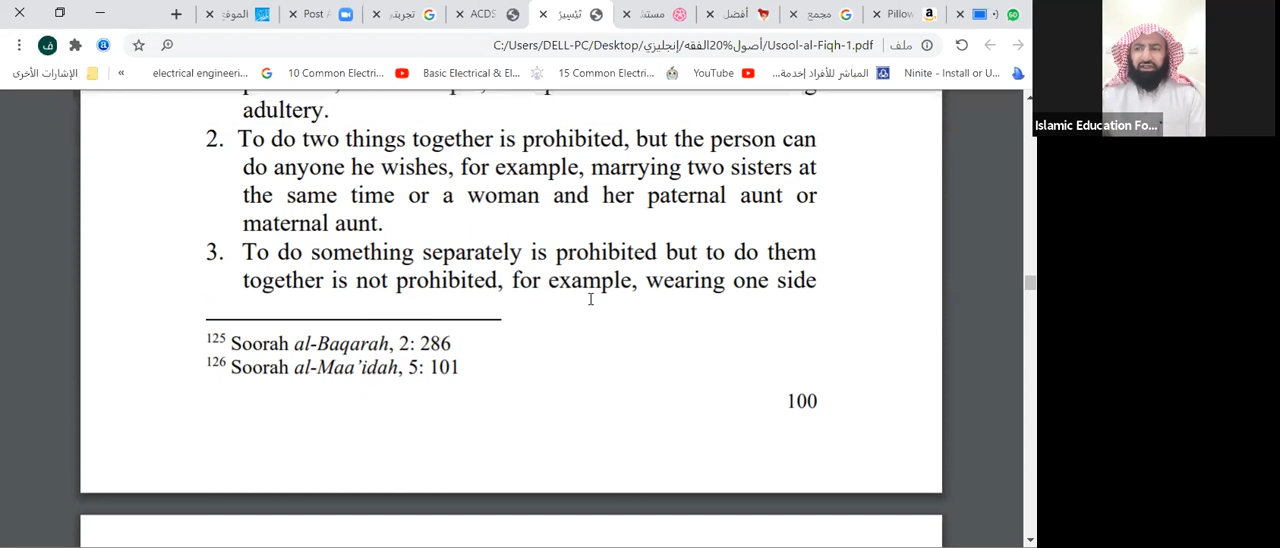 الموقع
Post A
تجربتي
ACDS
تَيْسِيرُ
مستند
أفضل
مجمع
Pillow
C:/Users/DELL-PC/Desktop/إنجليزي/أصول%20الفقه/Usool-al-Fiqh-1.pdf
ملف
الإشارات الأخرى
electrical engineeri...
10 Common Electri...
Basic Electrical & El...
15 Common Electri...
YouTube
المباشر للأفراد |خدمة...
Ninite - Install or U...
adultery.
2. To do two things together is prohibited, but the person can
do anyone he wishes, for example, marrying two sisters at
the same time or a woman and her paternal aunt or
maternal aunt.
3. To do something separately is prohibited but to do them
together is not prohibited, for example, wearing one side
125 Soorah al-Baqarah, 2: 286
126 Soorah al-Maa’idah, 5: 101
100
Islamic Education Fo...